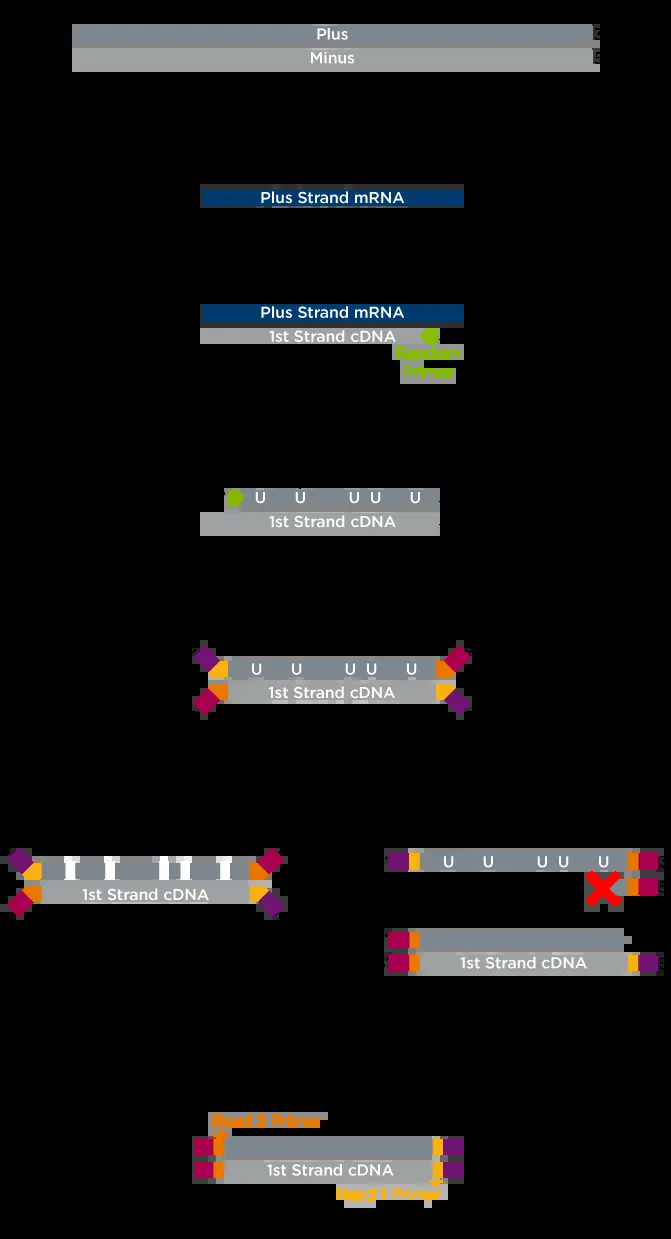 Plus
Minus
Plus Strand mRNA
Plus Strand mRNA
1st Strand cDNA
Random
Primer
U U U U U
1st Strand cDNA
U U U U U
1st Strand cDNA
U U U U U
1st Strand cDNA
1st Strand cDNA
Read 2 Primer
1st Strand cDNA
Read 1 Primer